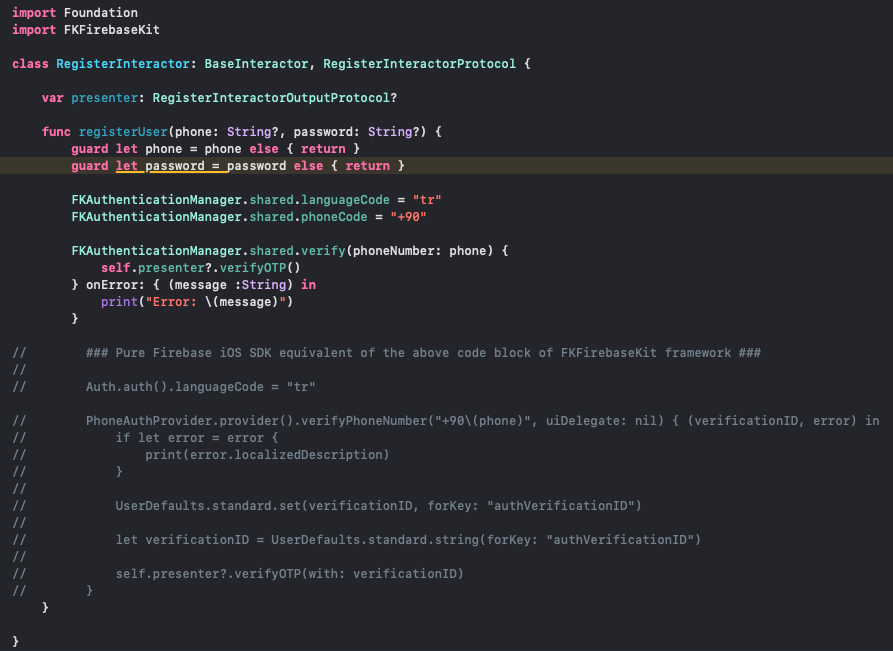 import Foundation
import FKFirebaseKit
class RegisterInteractor: BaseInteractor, RegisterInteractorProtocol {
    var presenter: RegisterInteractorOutputProtocol?
    func registerUser(phone: String?, password: String?) {
        guard let phone = phone else { return }
        guard let password = password else { return }
        FKAuthenticationManager.shared.languageCode = "tr"
        FKAuthenticationManager.shared.phoneCode = "+90"
        FKAuthenticationManager.shared.verify(phoneNumber: phone) {
            self.presenter?.verifyOTP()
        } onError: { (message :String) in
            print("Error: \(message)")
        }
//        ### Pure Firebase iOS SDK equivalent of the above code block of FKFirebaseKit framework ###
//
//        Auth.auth().languageCode = "tr"
//        PhoneAuthProvider.provider().verifyPhoneNumber("+90\(phone)", uiDelegate: nil) { (verificationID, error) in
//            if let error = error {
//                print(error.localizedDescription)
//            }
//
//            UserDefaults.standard.set(verificationID, forKey: "authVerificationID")
//
//            let verificationID = UserDefaults.standard.string(forKey: "authVerificationID")
//
//            self.presenter?.verifyOTP(with: verificationID)
//        }
    }
}